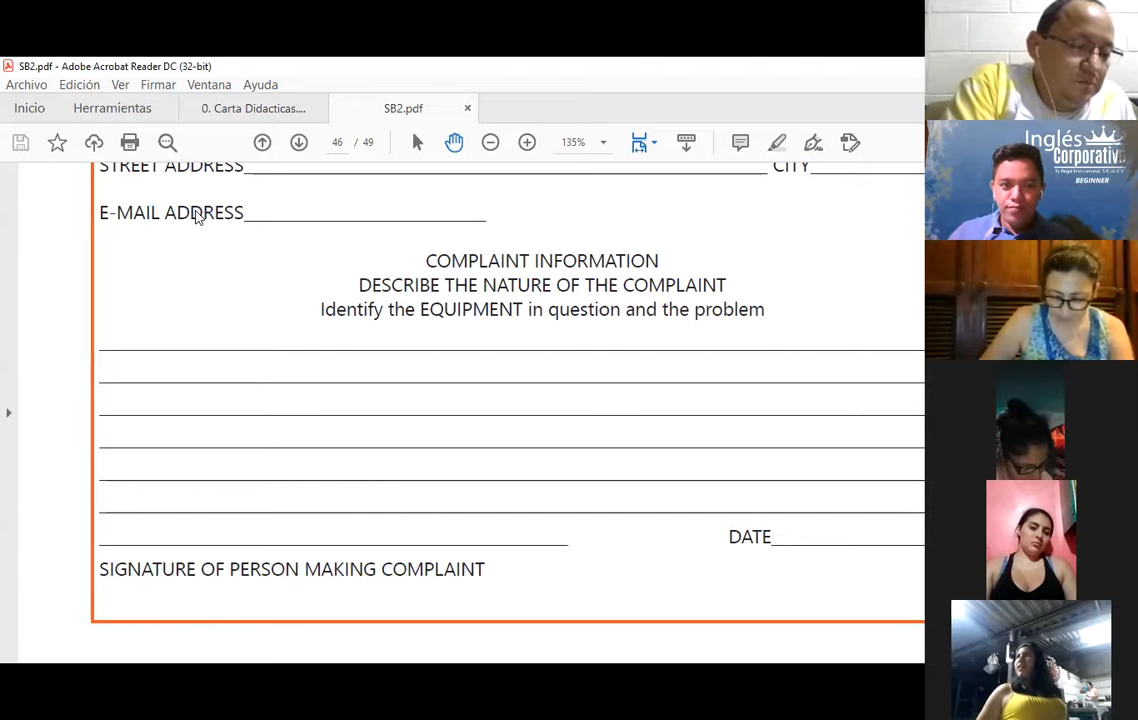 SB2.pdf - Adobe Acrobat Reader DC (32-bit)
Archivo Edición Ver Firmar Ventana Ayuda
Inicio Herramientas 0. Carta Didacticas.... SB2.pdf ×
46 / 49 135%
STREET ADDRESS CITY
E-MAIL ADDRESS
COMPLAINT INFORMATION
DESCRIBE THE NATURE OF THE COMPLAINT
Identify the EQUIPMENT in question and the problem
DATE
SIGNATURE OF PERSON MAKING COMPLAINT
Inglés
Corporativ
BEGINNER